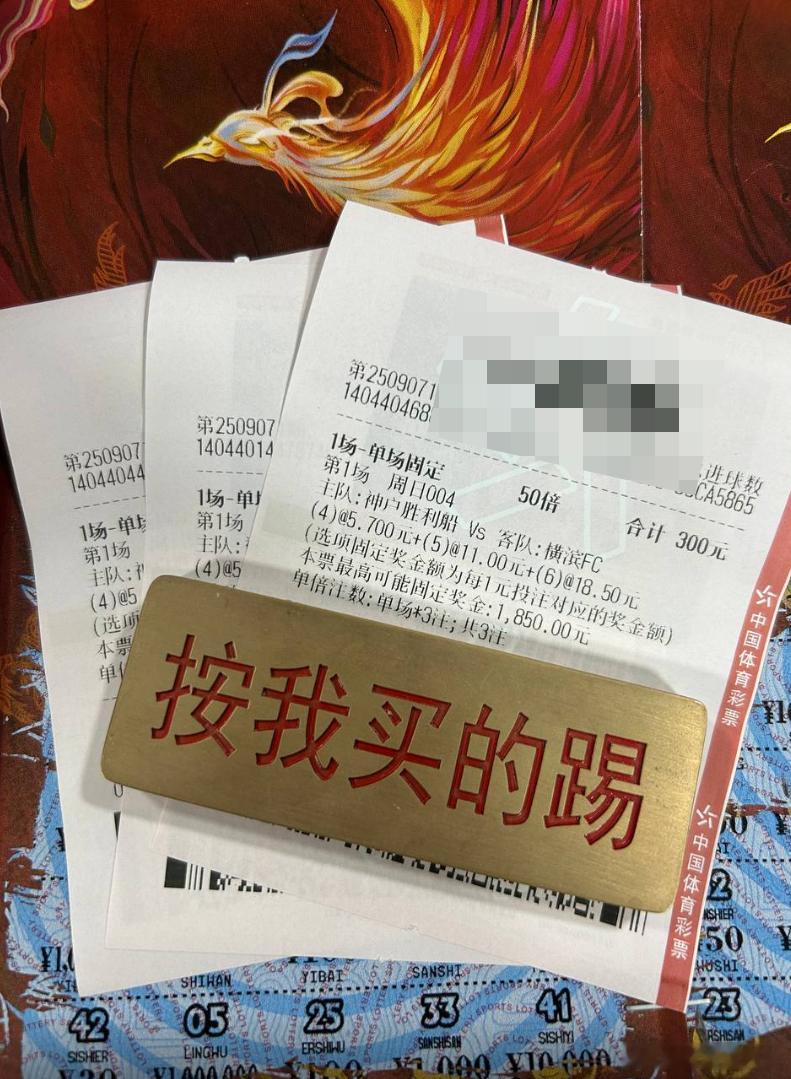 第2509071
14044046
1场-单场固定
第1场 周日004
50倍
合计 300元
主队:神户胜利船 Vs 客队:横滨FC
(4)@5.700元+(5)@11.00元+(6)@18.50元
(选项固定奖金额为每1元投注对应的奖金额)
本票最高可能固定奖金:1,850.00元
单倍注数:单场*3注;共3注
进球数
CA5865
第250907
14044014
1场-单
第1场
主队:
(4)@5
第250907
14044044
1场-单场
第1场
主队:神
(4)@5
(选项
本票
单倍
按我买的踢
中国体育彩票
中国体育彩票
SHIHAN
YIBAI
SANSHI
50
42
SISHIER
05
LINGHU
25
ERSHIWU
33
SANSHISAN
41
SISHIYI
23
¥1,000
¥10,000